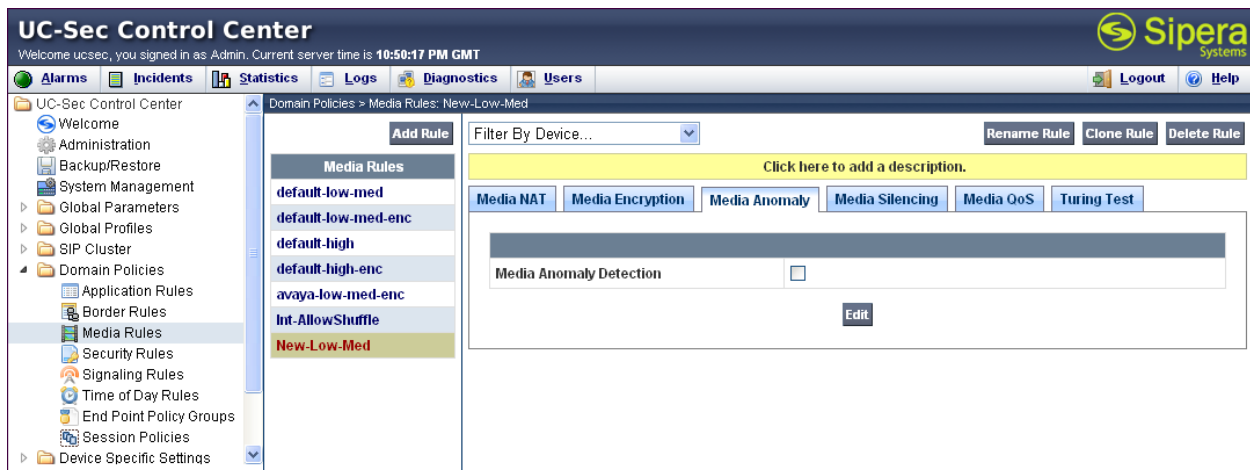 UC-Sec Control Center
Welcome ucsec, you signed in as Admin. Current server time is 10:50:17 PM GMT
Sipera
Systems
Alarms Incidents Statistics Logs Diagnostics Users Logout Help
UC-Sec Control Center
Welcome
Administration
Backup/Restore
System Management
Global Parameters
Global Profiles
SIP Cluster
Domain Policies
Application Rules
Border Rules
Media Rules
Security Rules
Signaling Rules
Time of Day Rules
End Point Policy Groups
Session Policies
Device Specific Settings
Domain Policies > Media Rules: New-Low-Med
Add Rule
Media Rules
default-low-med
default-low-med-enc
default-high
default-high-enc
avaya-low-med-enc
Int-AllowShuffle
New-Low-Med
Filter By Device...
Rename Rule Clone Rule Delete Rule
Click here to add a description.
Media NAT Media Encryption Media Anomaly Media Silencing Media QoS Turing Test
Media Anomaly Detection
Edit